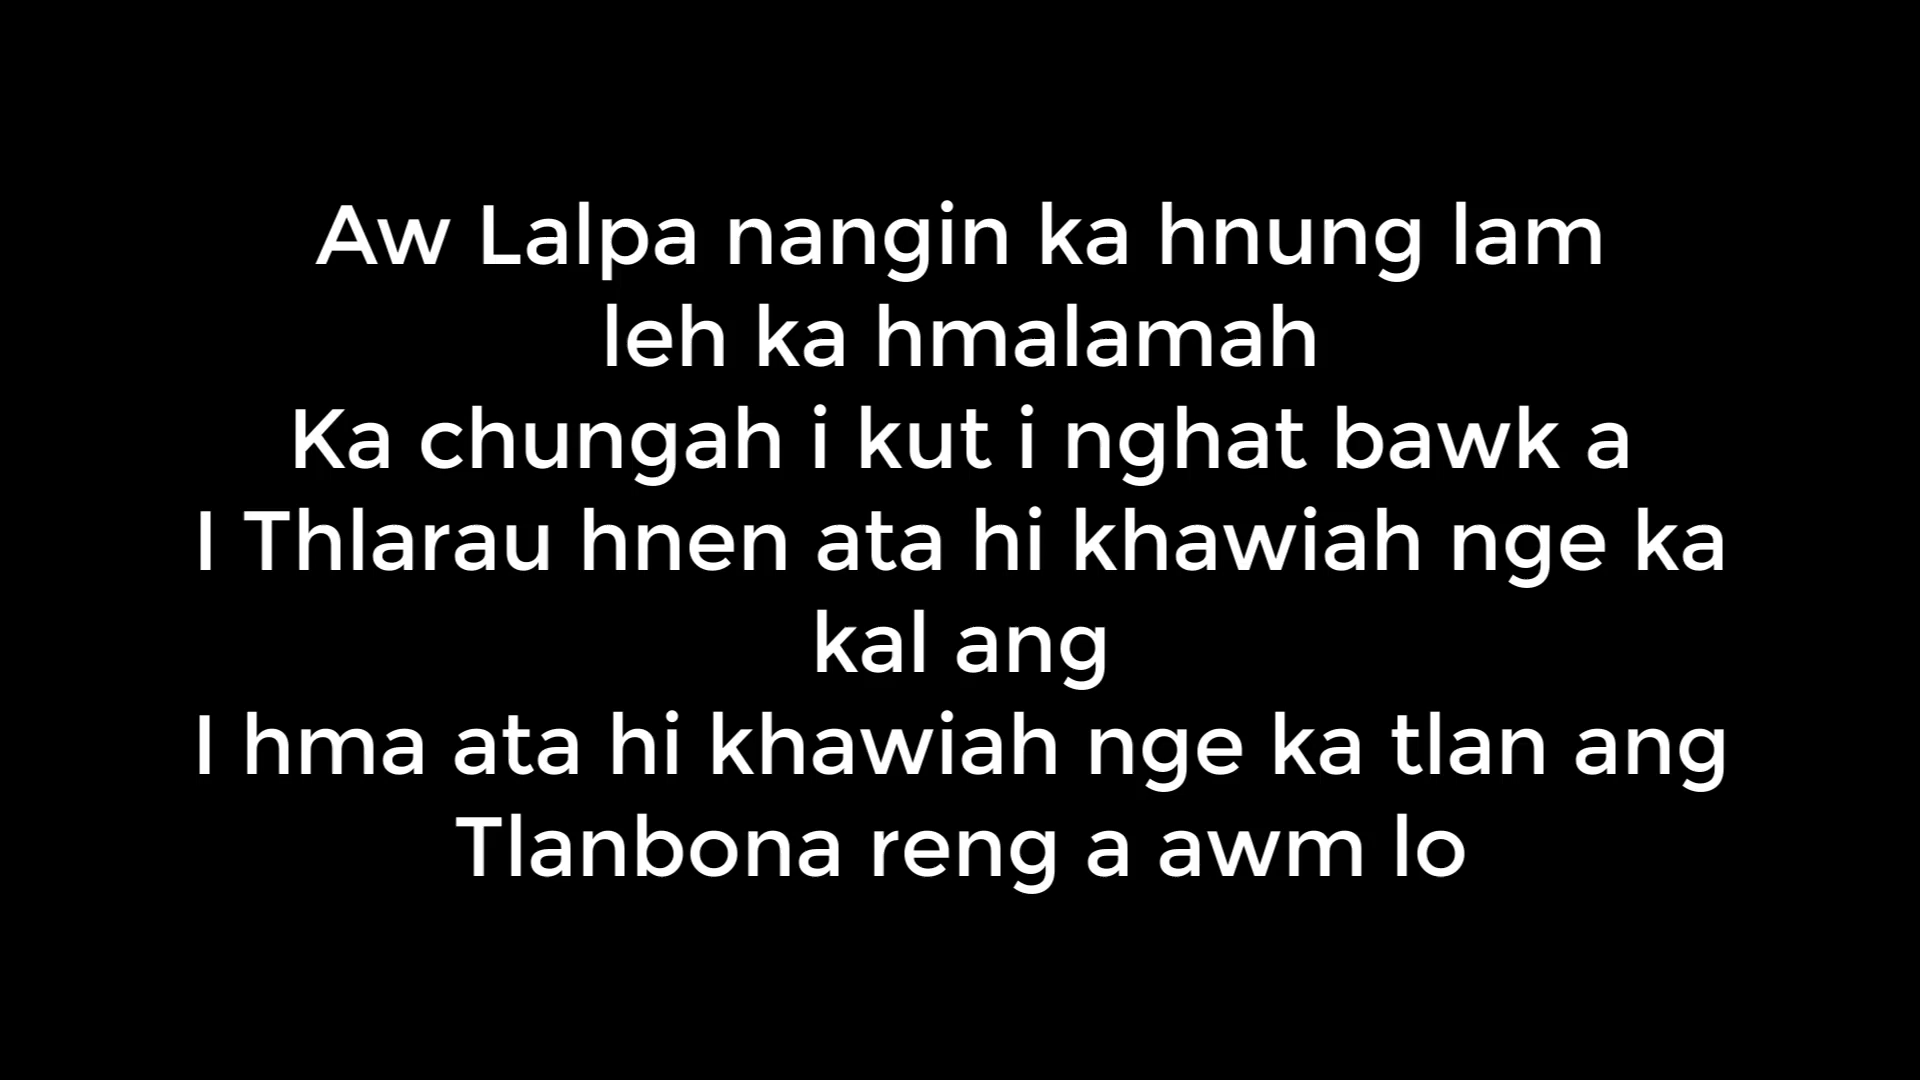 Aw Lalpa nangin ka hnung lam
leh ka hmalamah
Ka chungah i kut i nghat bawk a
I Thlarau hnen ata hi khawiah nge ka
kal ang
I hma ata hi khawiah nge ka tlan ang
Tlanbona reng a awm lo